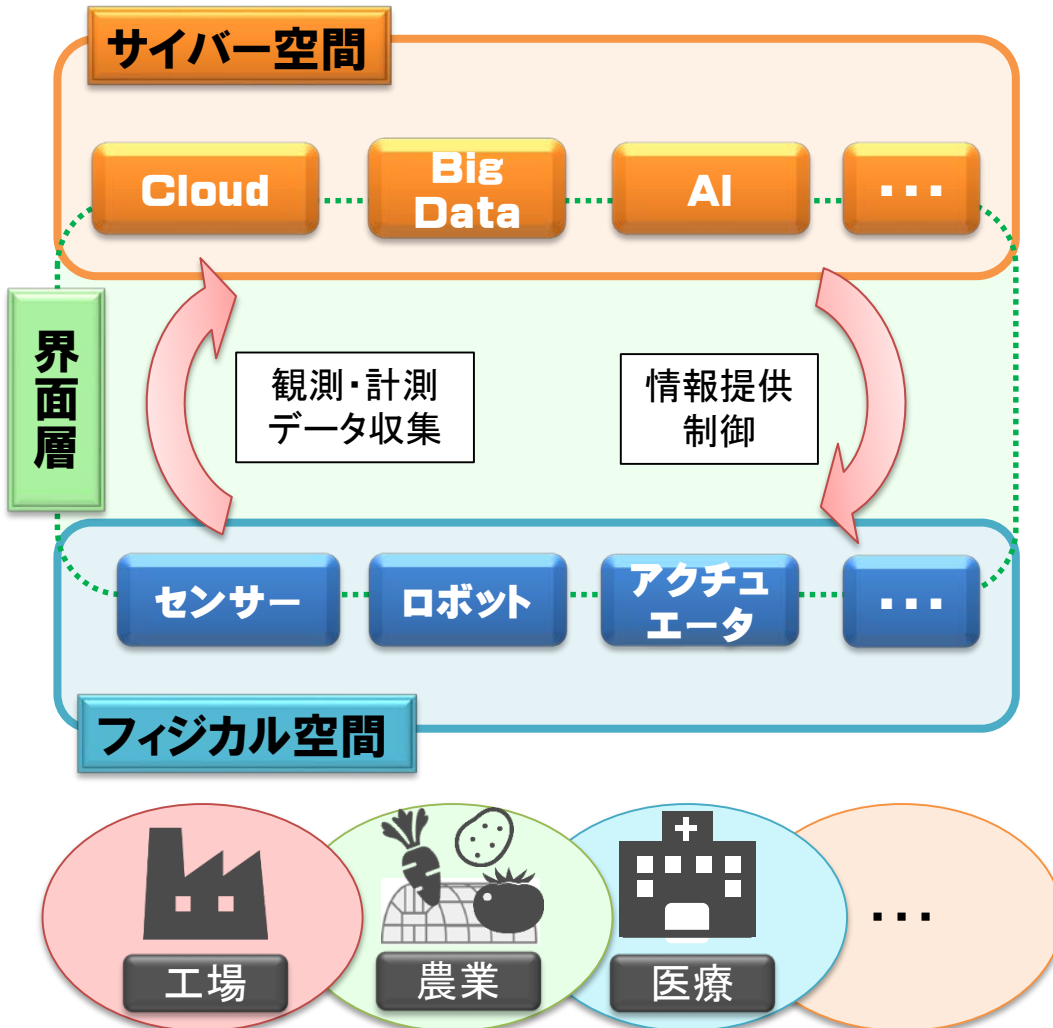 サイバー空間
Cloud
Big
Data
AI
・・・
界面層
観測・計測
データ収集
情報提供
制御
センサー
ロボット
アクチュ
エータ
・・・
フィジカル空間
工場
農業
医療
・・・